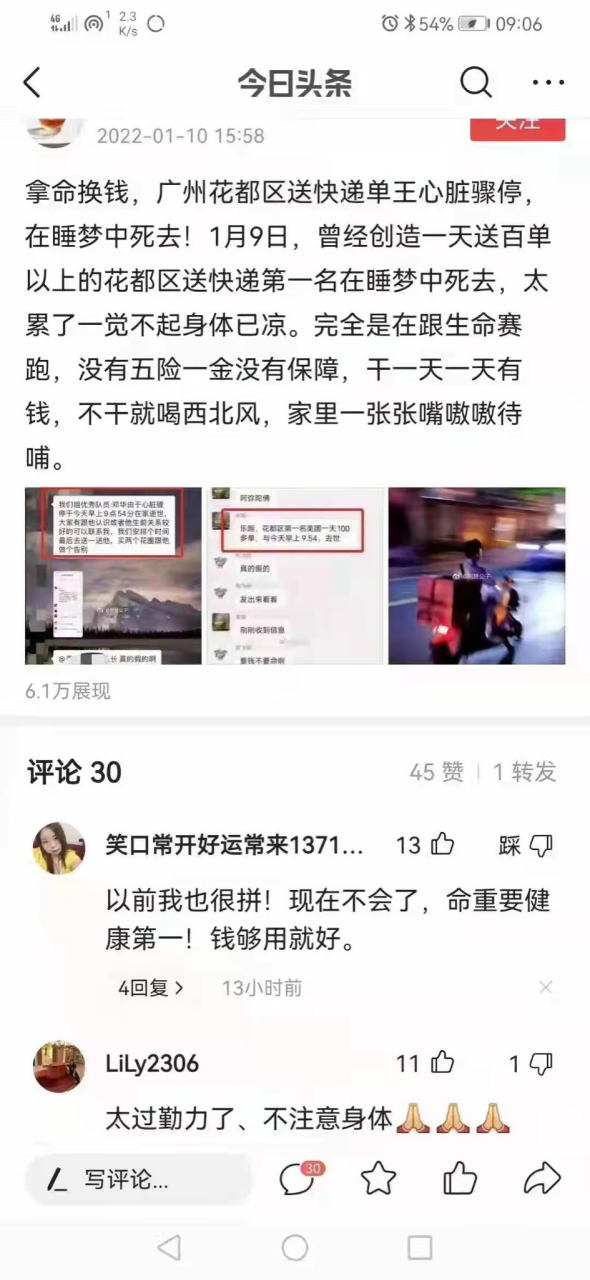 4G
1
2.3
K/s
54%
09:06
今日头条
2022-01-10 15:58
关注
拿命换钱，广州花都区送快递单王心脏骤停，
在睡梦中死去！1月9日，曾经创造一天送百单
以上的花都区送快递第一名在睡梦中死去，太
累了一觉不起身体已凉。完全是在跟生命赛
跑，没有五险一金没有保障，干一天一天有
钱，不干就喝西北风，家里一张张嘴嗷嗷待
哺。
我们组优秀队员:邓华由于心脏骤
停于今天早上9点54分在家逝世,
大家有跟他认识或者他生前关系较
好的可以联系我，我们安排个时间
最后去送一送他，买两个花圈跟他
做个告别
长 真的假的啊
阿弥陀佛
乐跑，花都区第一名美团一天100
多单，与今天早上 9.54，去世
真的假的
发出来看看
刚刚收到信息
要钱不要命啊
6.1万展现
评论 30
45 赞
1 转发
笑口常开好运常来1371...
13
踩
以前我也很拼！现在不会了，命重要健
康第一！钱够用就好。
4回复
13小时前
LiLy2306
11
1
太过勤力了、不注意身体🙏🙏🙏
写评论...
30